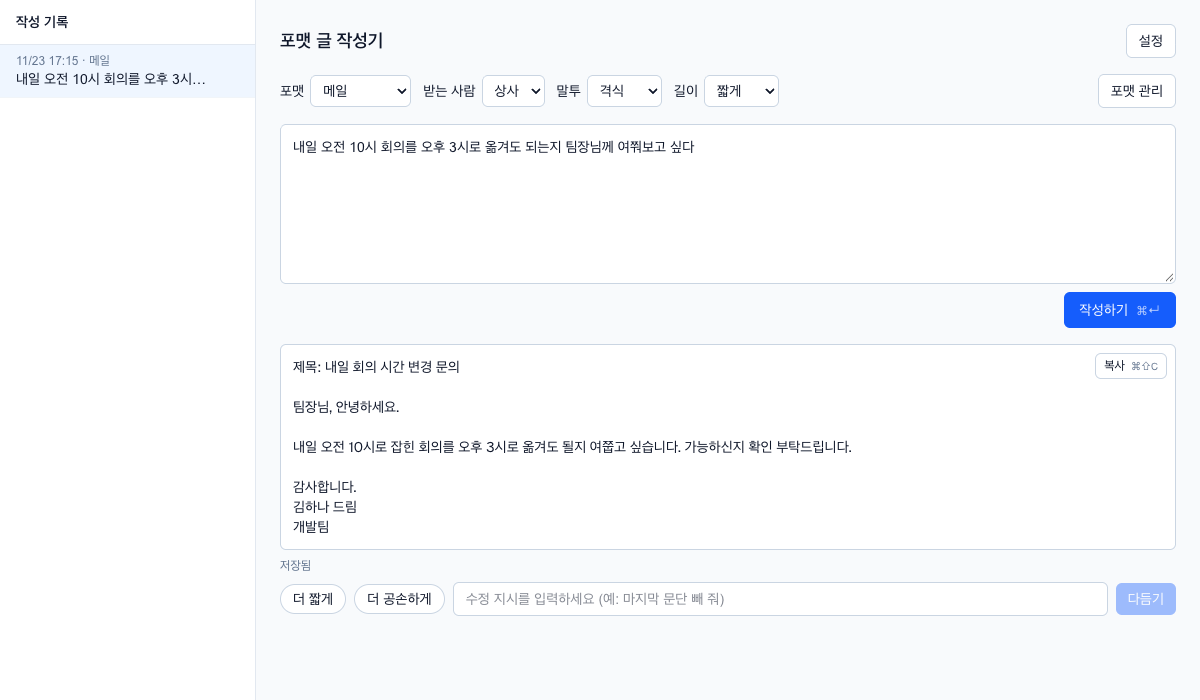 작성 기록
11/23 17:15 · 메일
내일 오전 10시 회의를 오후 3시…
포맷 글 작성기
설정
포맷 메일 받는 사람 상사 말투 격식 길이 짧게 포맷 관리
내일 오전 10시 회의를 오후 3시로 옮겨도 되는지 팀장님께 여쭤보고 싶다
작성하기 ⌘↵
복사 ⌘⇧C
제목: 내일 회의 시간 변경 문의
팀장님, 안녕하세요.
내일 오전 10시로 잡힌 회의를 오후 3시로 옮겨도 될지 여쭙고 싶습니다. 가능하신지 확인 부탁드립니다.
감사합니다.
김하나 드림
개발팀
저장됨
더 짧게 더 공손하게 수정 지시를 입력하세요 (예: 마지막 문단 빼 줘) 다듬기